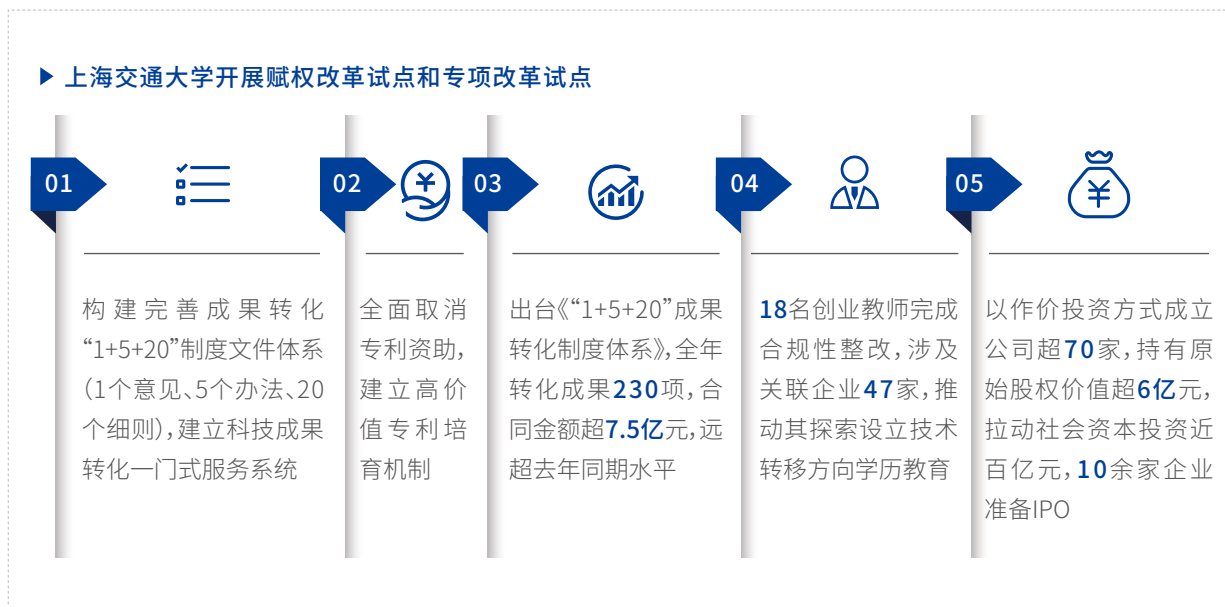 上海交通大学开展赋权改革试点和专项改革试点
01
构建完善成果转化
“1+5+20”制度文件体系
（1个意见、5个办法、20
个细则），建立科技成果
转化一门式服务系统
02
全面取消
专利资助，
建立高价
值专利培
育机制
03
出台《“1+5+20”成果
转化制度体系》，全年
转化成果230项，合
同金额超7.5亿元，远
超去年同期水平
04
18名创业教师完成
合规性整改，涉及
关联企业47家，推
动其探索设立技术
转移方向学历教育
05
以作价投资方式成立
公司超70家，持有原
始股权价值超6亿元，
拉动社会资本投资近
百亿元，10余家企业
准备IPO